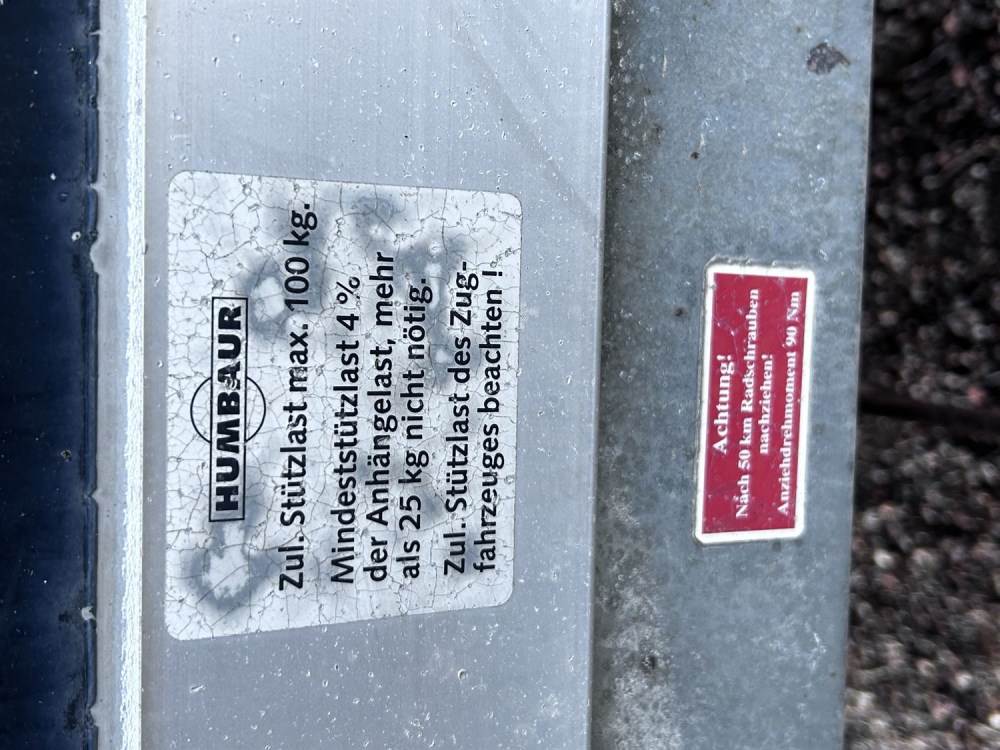 HUMBAUR
Zul. Stützlast max. 100 kg.
Mindeststützlast 4 %
der Anhängelast, mehr
als 25 kg nicht nötig.
Zul. Stützlast des Zug-
fahrzeuges beachten !
Achtung!
Nach 50 km Radschrauben
nachziehen!
Anziehdrehmoment 90 Nm